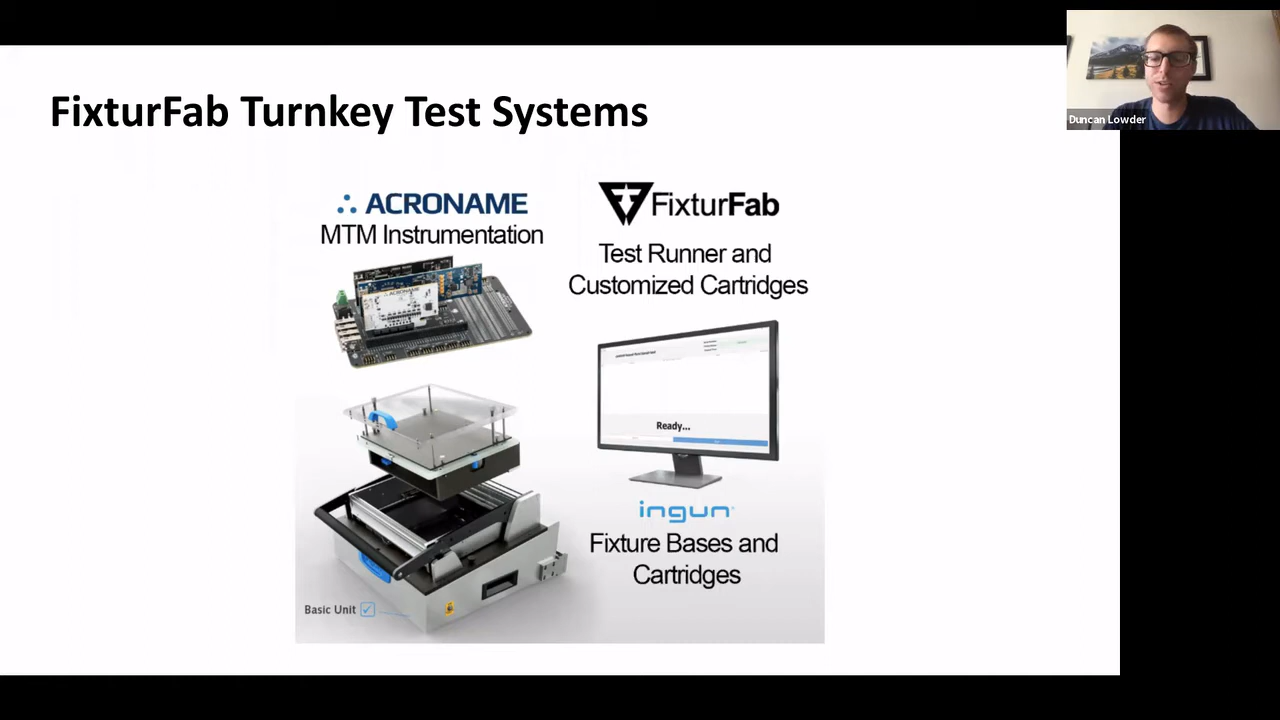 Duncan Lowder
FixturFab Turnkey Test Systems
ACRONAME
MTM Instrumentation
FixturFab
Test Runner and
Customized Cartridges
ACRONAME
Ready...
ingun
Fixture Bases and
Cartridges
Basic Unit